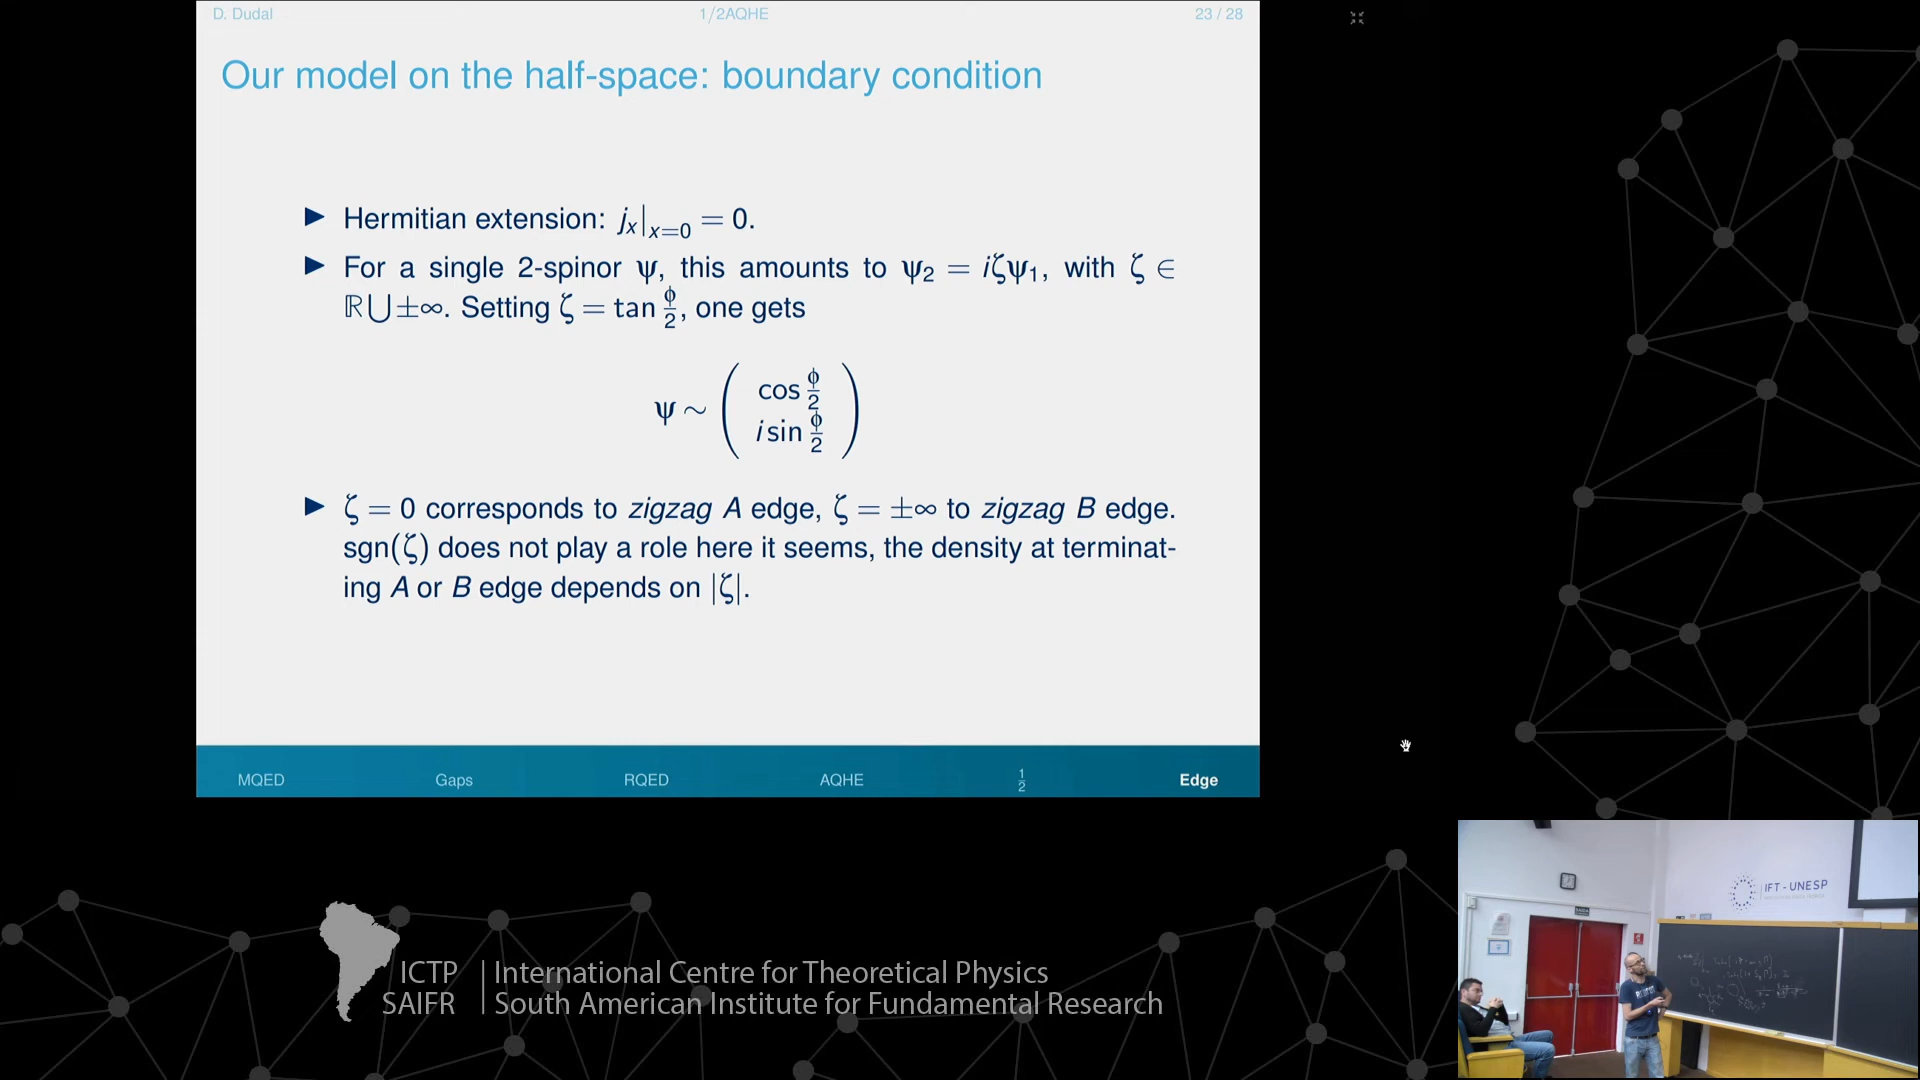 D. Dudal 1/2AQHE 23 / 28
Our model on the half-space: boundary condition
▶ Hermitian extension: jₓ|ₓ₌₀ = 0.
▶ For a single 2-spinor ψ, this amounts to ψ₂ = iζψ₁, with ζ ∈
ℝ⋃±∞. Setting ζ = tan ϕ/2, one gets
ψ ~ ( cos ϕ/2
i sin ϕ/2 )
▶ ζ = 0 corresponds to zigzag A edge, ζ = ±∞ to zigzag B edge.
sgn(ζ) does not play a role here it seems, the density at terminat-
ing A or B edge depends on |ζ|.
MQED Gaps RQED AQHE 1/2 Edge
IFT - UNESP
ICTP | International Centre for Theoretical Physics
SAIFR | South American Institute for Fundamental Research